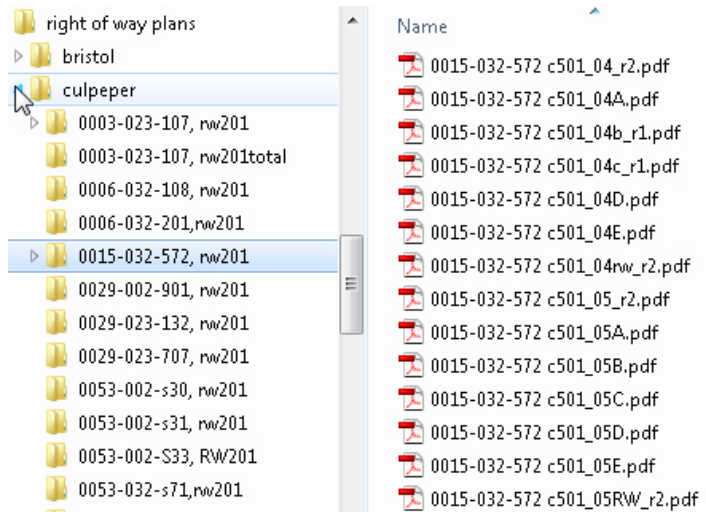 right of way plans
bristol
culpeper
0003-023-107, rw201
0003-023-107, rw201total
0006-032-108, rw201
0006-032-201,rw201
0015-032-572, rw201
0029-002-901, rw201
0029-023-132, rw201
0029-023-707, rw201
0053-002-s30, rw201
0053-002-s31, rw201
0053-002-S33, RW201
0053-032-s71,rw201
Name
0015-032-572 c501_04_r2.pdf
0015-032-572 c501_04A.pdf
0015-032-572 c501_04b_r1.pdf
0015-032-572 c501_04c_r1.pdf
0015-032-572 c501_04D.pdf
0015-032-572 c501_04E.pdf
0015-032-572 c501_04rw_r2.pdf
0015-032-572 c501_05_r2.pdf
0015-032-572 c501_05A.pdf
0015-032-572 c501_05B.pdf
0015-032-572 c501_05C.pdf
0015-032-572 c501_05D.pdf
0015-032-572 c501_05E.pdf
0015-032-572 c501_05RW_r2.pdf